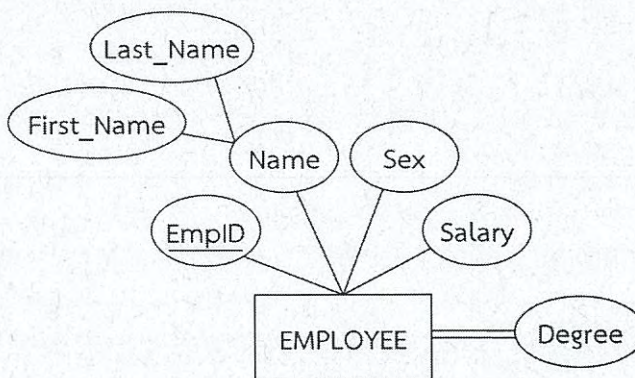 Last_Name
First_Name
Name
Sex
EmpID
Salary
EMPLOYEE
Degree